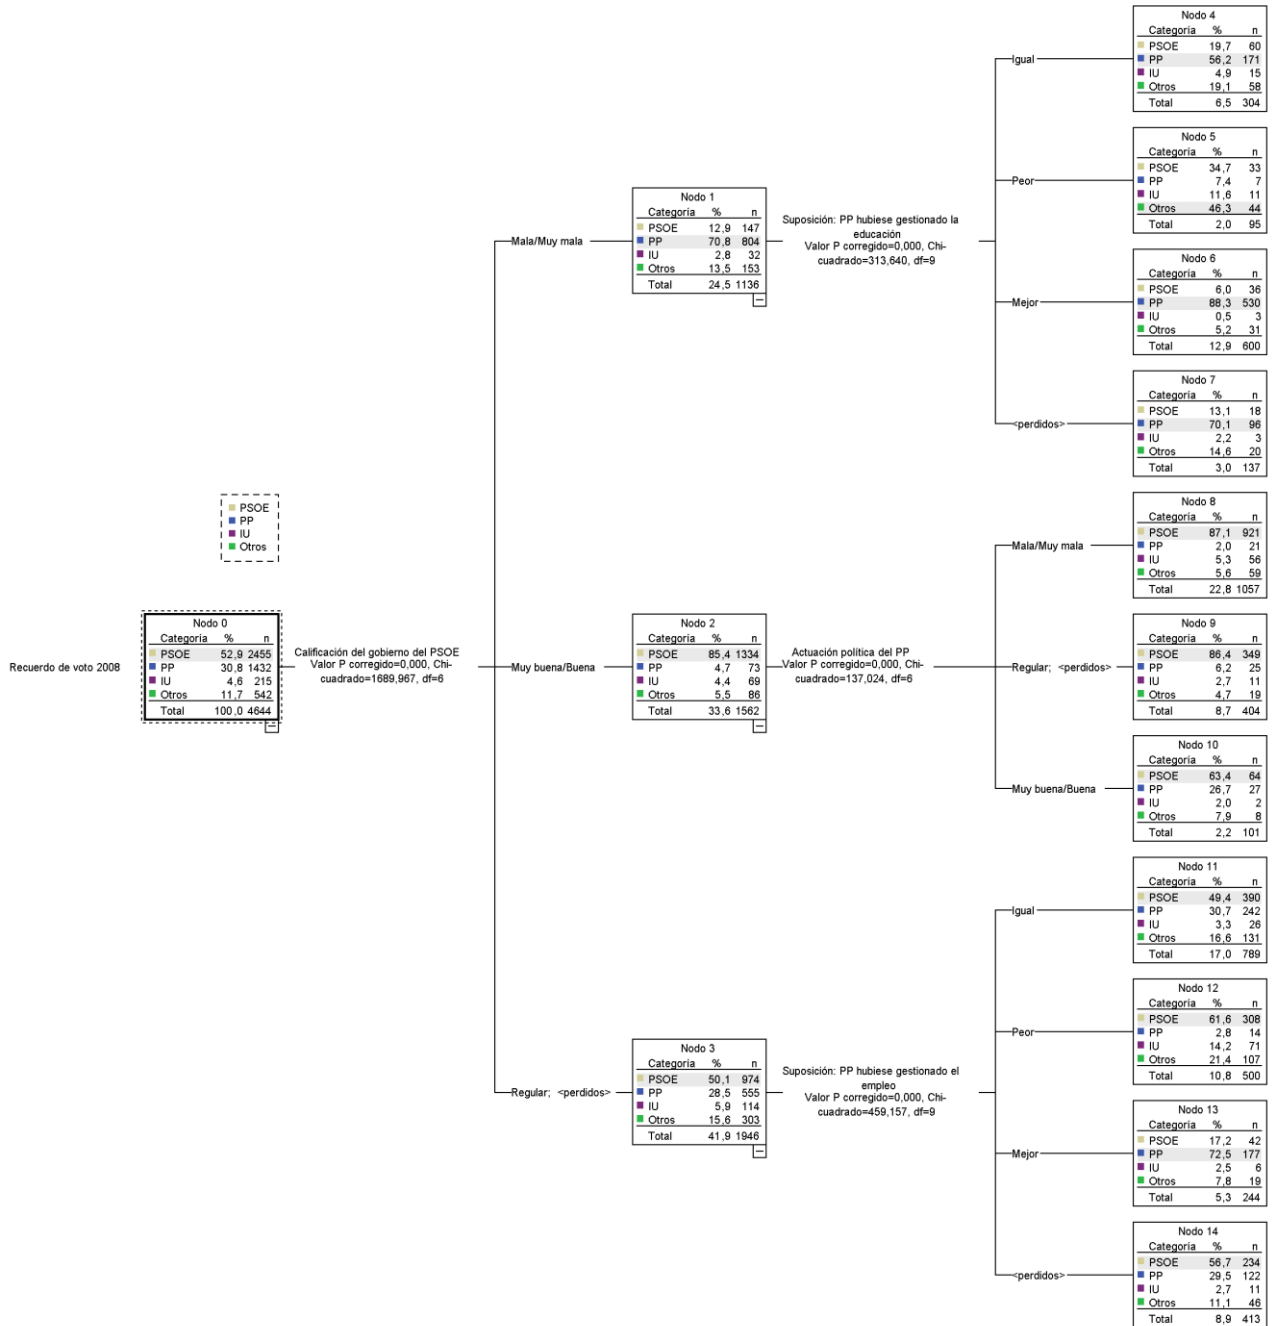 Recuerdo de voto 2008
PSOE
PP
IU
Otros
Nodo 0
Categoría % n
PSOE 52,9 2455
PP 30,8 1432
IU 4,6 215
Otros 11,7 542
Total 100,0 4644
Calificación del gobierno del PSOE
Valor P corregido=0,000, Chi-
cuadrado=1689,967, df=6
Mala/Muy mala
Nodo 1
Categoría % n
PSOE 12,9 147
PP 70,8 804
IU 2,8 32
Otros 13,5 153
Total 24,5 1136
Suposición: PP hubiese gestionado la
educación
Valor P corregido=0,000, Chi-
cuadrado=313,640, df=9
Igual
Nodo 4
Categoría % n
PSOE 19,7 60
PP 56,2 171
IU 4,9 15
Otros 19,1 58
Total 6,5 304
Peor
Nodo 5
Categoría % n
PSOE 34,7 33
PP 7,4 7
IU 11,6 11
Otros 46,3 44
Total 2,0 95
Mejor
Nodo 6
Categoría % n
PSOE 6,0 36
PP 88,3 530
IU 0,5 3
Otros 5,2 31
Total 12,9 600
<perdidos>
Nodo 7
Categoría % n
PSOE 13,1 18
PP 70,1 96
IU 2,2 3
Otros 14,6 20
Total 3,0 137
Muy buena/Buena
Nodo 2
Categoría % n
PSOE 85,4 1334
PP 4,7 73
IU 4,4 69
Otros 5,5 86
Total 33,6 1562
Actuación política del PP
Valor P corregido=0,000, Chi-
cuadrado=137,024, df=6
Mala/Muy mala
Nodo 8
Categoría % n
PSOE 87,1 921
PP 2,0 21
IU 5,3 56
Otros 5,6 59
Total 22,8 1057
Regular; <perdidos>
Nodo 9
Categoría % n
PSOE 86,4 349
PP 6,2 25
IU 2,7 11
Otros 4,7 19
Total 8,7 404
Muy buena/Buena
Nodo 10
Categoría % n
PSOE 63,4 64
PP 26,7 27
IU 2,0 2
Otros 7,9 8
Total 2,2 101
Regular; <perdidos>
Nodo 3
Categoría % n
PSOE 50,1 974
PP 28,5 555
IU 5,9 114
Otros 15,6 303
Total 41,9 1946
Suposición: PP hubiese gestionado el
empleo
Valor P corregido=0,000, Chi-
cuadrado=459,157, df=9
Igual
Nodo 11
Categoría % n
PSOE 49,4 390
PP 30,7 242
IU 3,3 26
Otros 16,6 131
Total 17,0 789
Peor
Nodo 12
Categoría % n
PSOE 61,6 308
PP 2,8 14
IU 14,2 71
Otros 21,4 107
Total 10,8 500
Mejor
Nodo 13
Categoría % n
PSOE 17,2 42
PP 72,5 177
IU 2,5 6
Otros 7,8 19
Total 5,3 244
<perdidos>
Nodo 14
Categoría % n
PSOE 56,7 234
PP 29,5 122
IU 2,7 11
Otros 11,1 46
Total 8,9 413